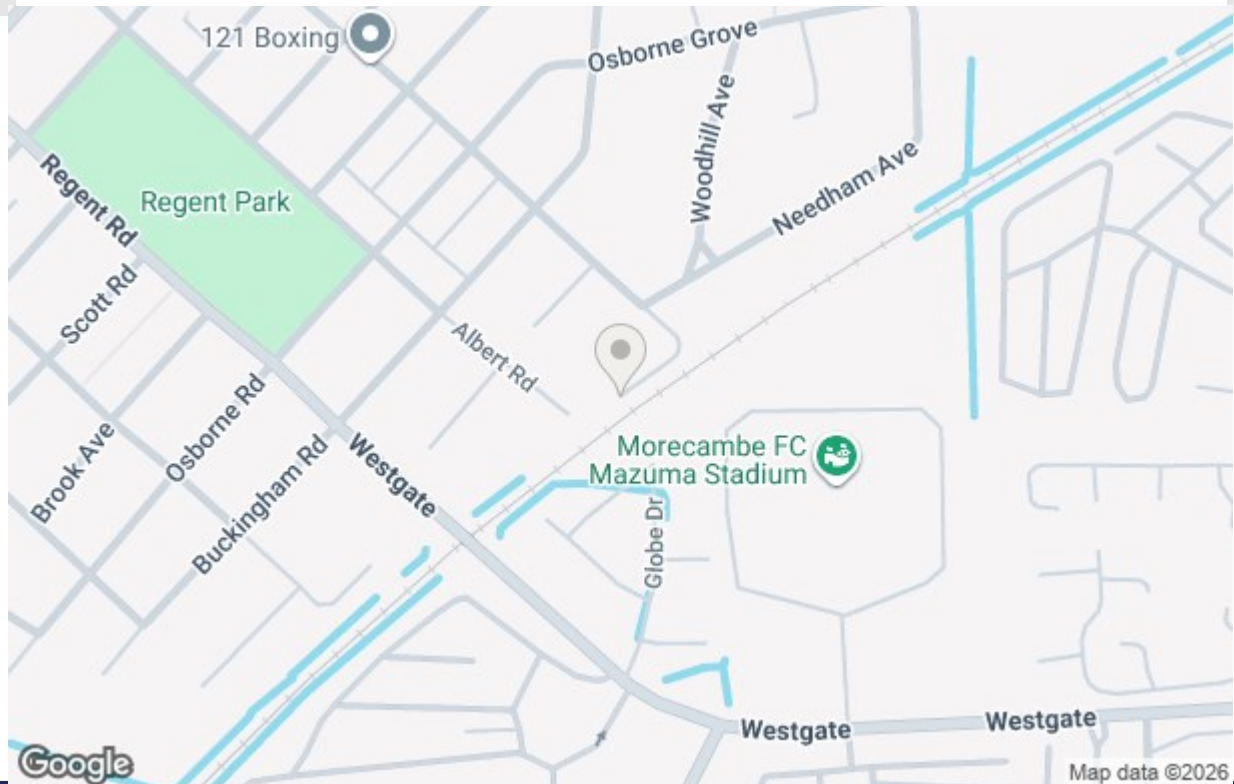 121 Boxing
Osborne Grove
Woodhill Ave
Needham Ave
Regent Rd
Regent Park
Scott Rd
Albert Rd
Brook Ave
Osborne Rd
Buckingham Rd
Westgate
Morecambe FC
Mazuma Stadium
Globe Dr
Westgate
Westgate
Google
Map data ©2026